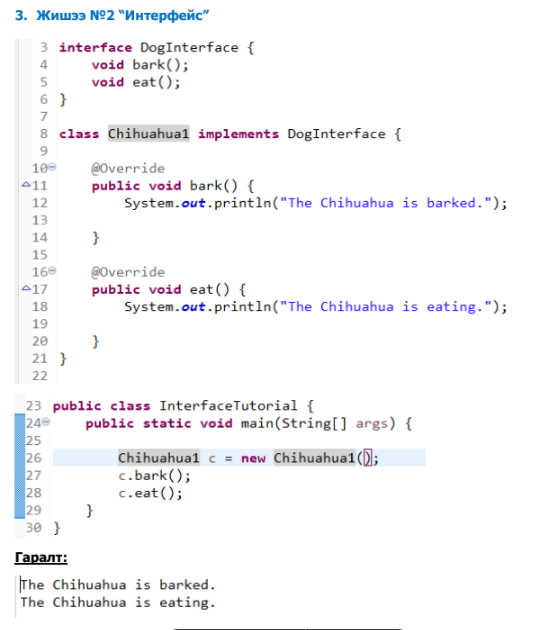 3. Жишээ №2 "Интерфейс"
3 interface DogInterface {
4 void bark();
5 void eat();
6 }
7
8 class Chihuahua1 implements DogInterface {
9
10 @Override
11 public void bark() {
12 System.out.println("The Chihuahua is barked.");
13
14 }
15
16 @Override
17 public void eat() {
18 System.out.println("The Chihuahua is eating.");
19
20 }
21 }
22
23 public class InterfaceTutorial {
24 public static void main(String[] args) {
25
26 Chihuahua1 c = new Chihuahua1();
27 c.bark();
28 c.eat();
29 }
30 }
Гаралт:
The Chihuahua is barked.
The Chihuahua is eating.